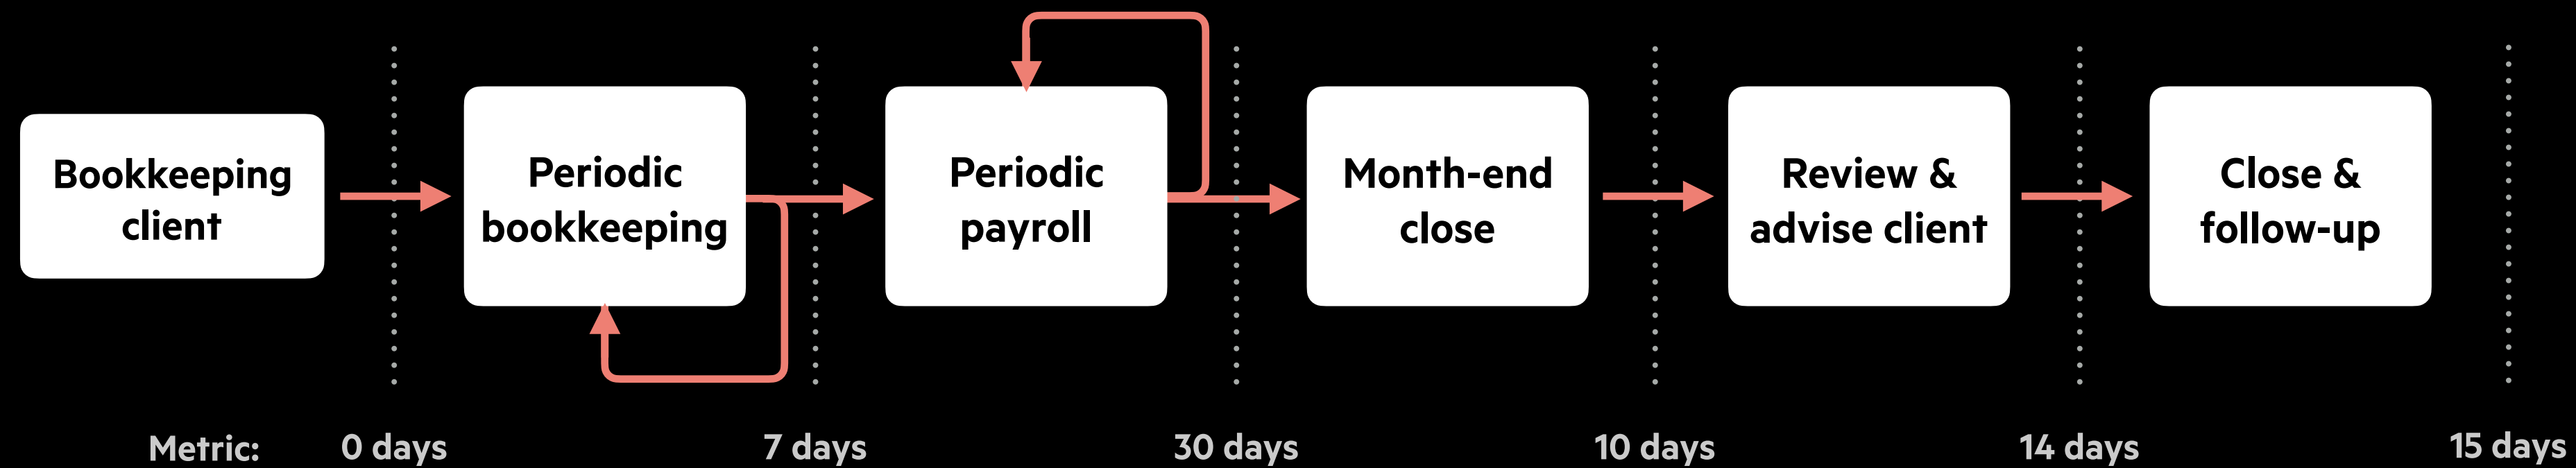 Bookkeeping
client
Periodic
bookkeeping
Periodic
payroll
Month-end
close
Review &
advise client
Close &
follow-up
Metric:
0 days
7 days
30 days
10 days
14 days
15 days